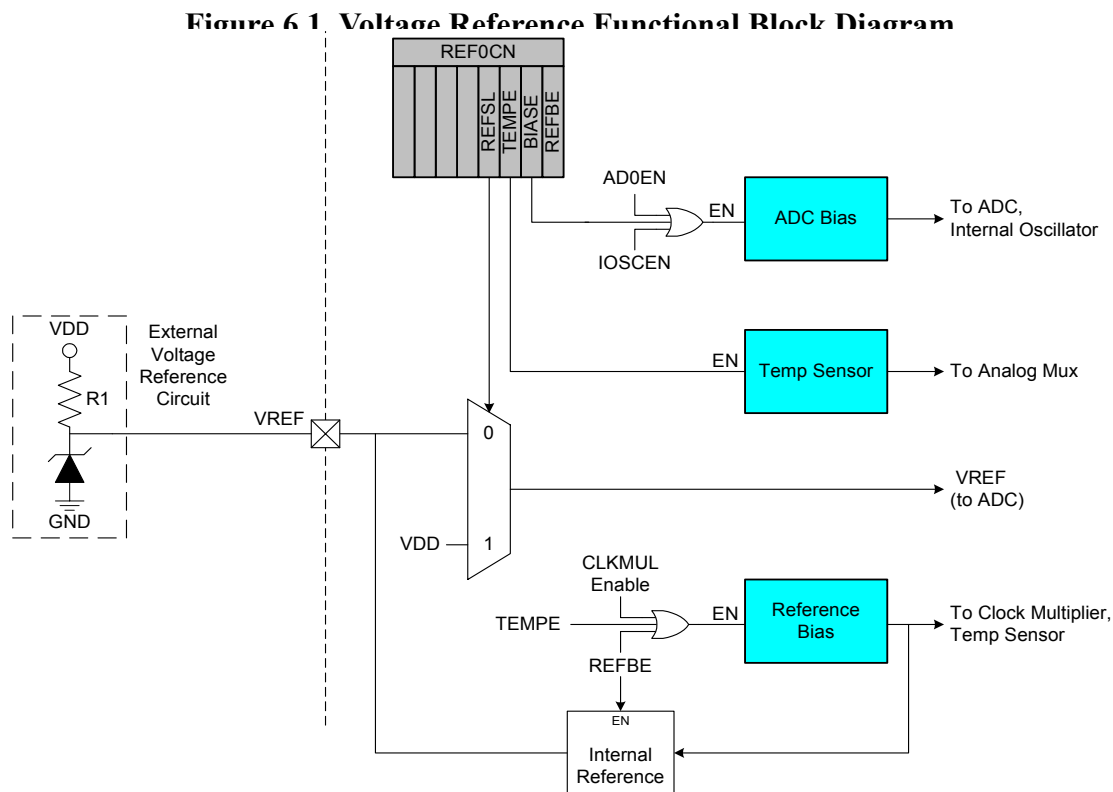 Figure 6.1. Voltage Reference Functional Block Diagram
REF0CN
REFSL
TEMPE
BIASE
REFBE
AD0EN
IOSCEN
EN
ADC Bias
To ADC,
Internal Oscillator
VDD
R1
GND
External
Voltage
Reference
Circuit
EN
Temp Sensor
To Analog Mux
VREF
0
VREF
(to ADC)
VDD
1
CLKMUL
Enable
TEMPE
REFBE
EN
Reference
Bias
To Clock Multiplier,
Temp Sensor
EN
Internal
Reference